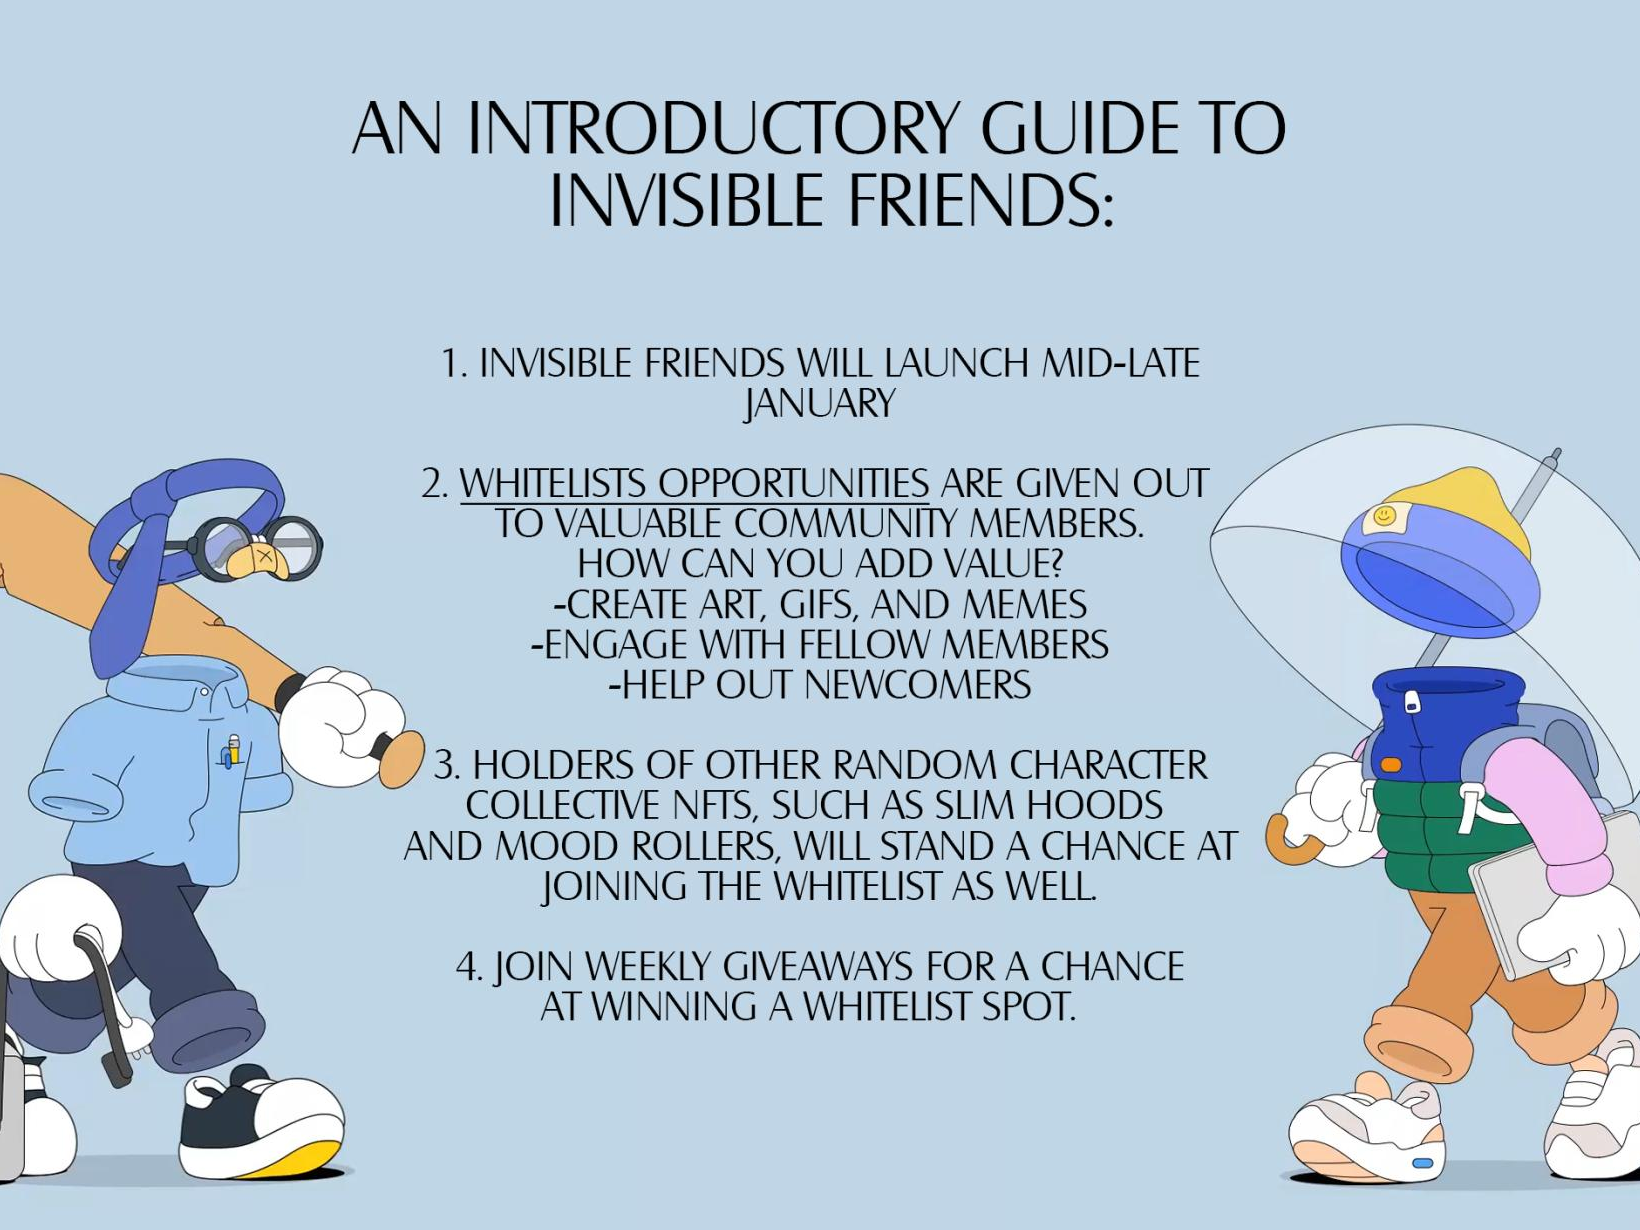 AN INTRODUCTORY GUIDE TO
INVISIBLE FRIENDS:
1. INVISIBLE FRIENDS WILL LAUNCH MID-LATE
JANUARY
2. WHITELISTS OPPORTUNITIES ARE GIVEN OUT
TO VALUABLE COMMUNITY MEMBERS.
HOW CAN YOU ADD VALUE?
-CREATE ART, GIFS, AND MEMES
-ENGAGE WITH FELLOW MEMBERS
-HELP OUT NEWCOMERS
3. HOLDERS OF OTHER RANDOM CHARACTER
COLLECTIVE NFTS, SUCH AS SLIM HOODS
AND MOOD ROLLERS, WILL STAND A CHANCE AT
JOINING THE WHITELIST AS WELL.
4. JOIN WEEKLY GIVEAWAYS FOR A CHANCE
AT WINNING A WHITELIST SPOT.